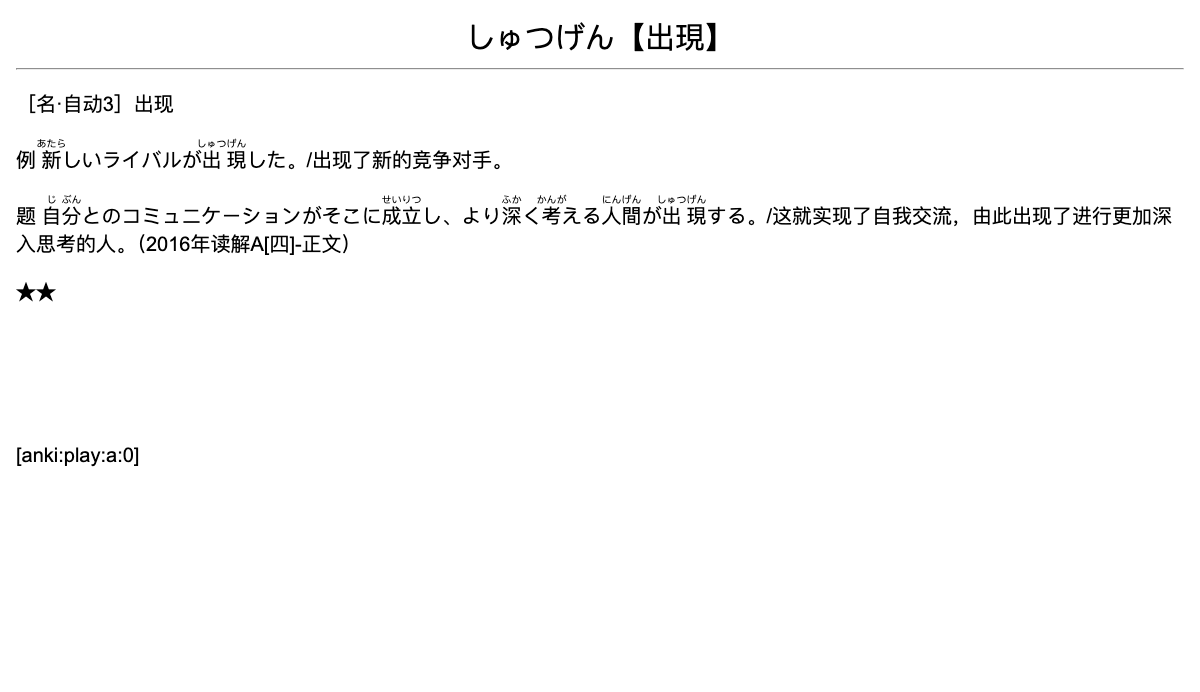 しゅつげん【出現】
［名·自动3］出现
例 新しいライバルが出現した。/出现了新的竞争对手。
题 自分とのコミュニケーションがそこに成立し、より深く考える人間が出現する。/这就实现了自我交流，由此出现了进行更加深
入思考的人。（2016年读解A[四]-正文）
★★
[anki:play:a:0]